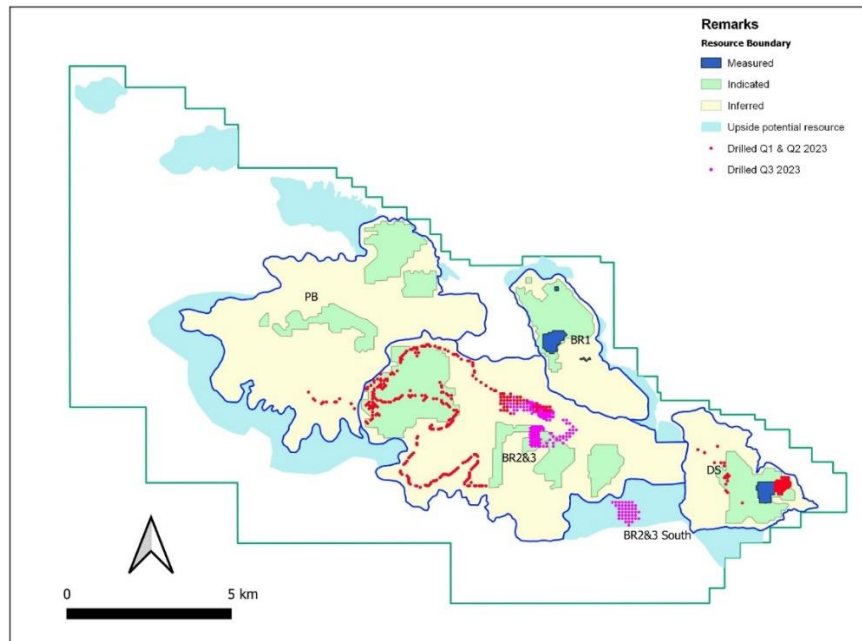 Remarks
Resource Boundary
Measured
Indicated
Inferred
Upside potential resource
Drilled Q1 & Q2 2023
Drilled Q3 2023
PB
BR1
BR2&3
DS
BR2&3 South
0 5 km